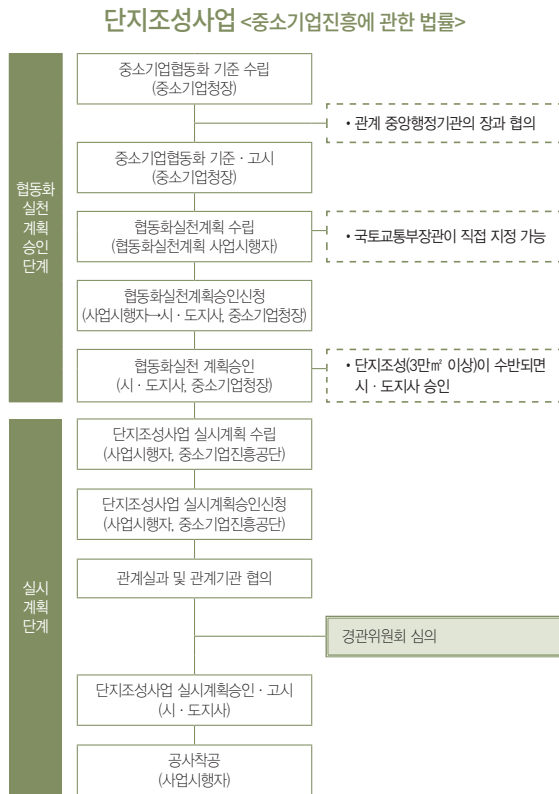 단지조성사업 <중소기업진흥에 관한 법률>
협동화
실천
계획
승인
단계
중소기업협동화 기준 수립
(중소기업청장)
• 관계 중앙행정기관의 장과 협의
중소기업협동화 기준 · 고시
(중소기업청장)
협동화실천계획 수립
(협동화실천계획 사업시행자)
• 국토교통부장관이 직접 지정 가능
협동화실천계획승인신청
(사업시행자→시 · 도지사, 중소기업청장)
협동화실천 계획승인
(시 · 도지사, 중소기업청장)
• 단지조성(3만㎡ 이상)이 수반되면
시 · 도지사 승인
실시
계획
단계
단지조성사업 실시계획 수립
(사업시행자, 중소기업진흥공단)
단지조성사업 실시계획승인신청
(사업시행자, 중소기업진흥공단)
관계실과 및 관계기관 협의
경관위원회 심의
단지조성사업 실시계획승인 · 고시
(시 · 도지사)
공사착공
(사업시행자)